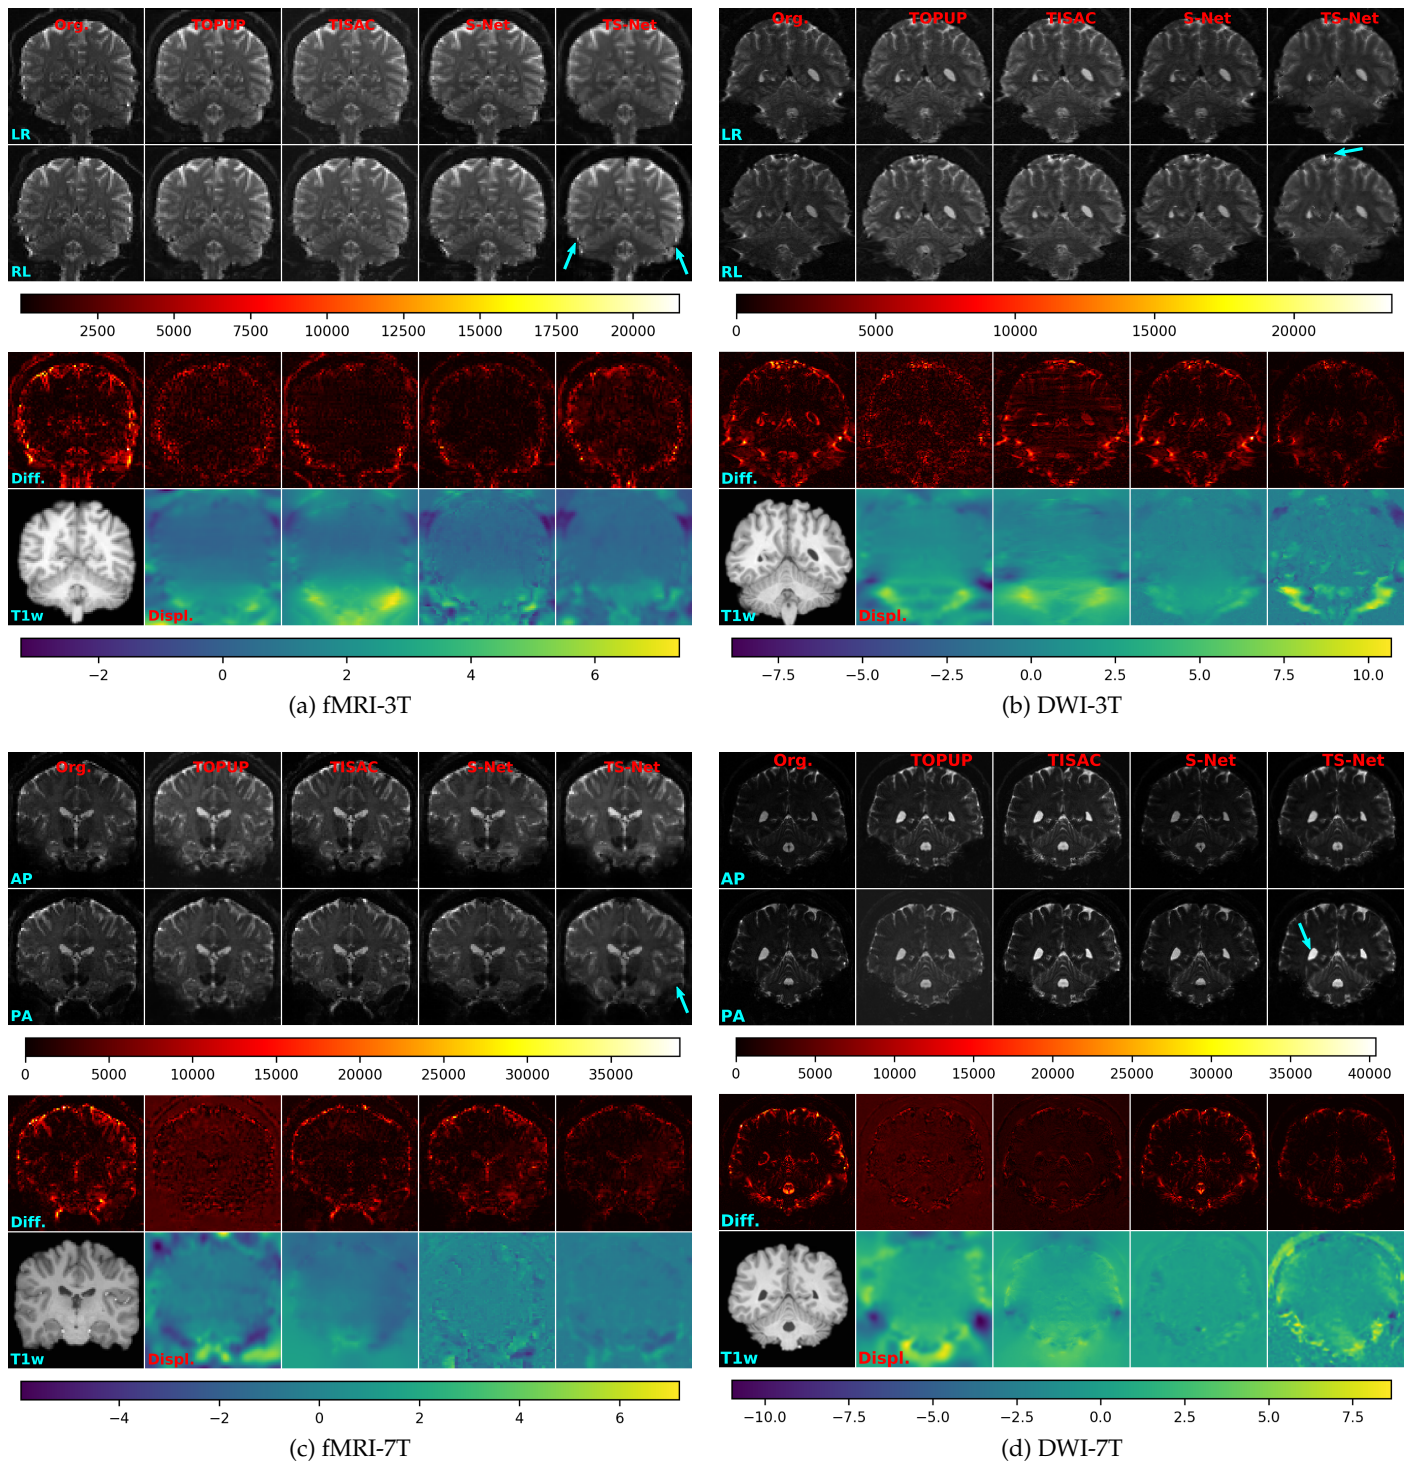 Org. TOPUP TISAC S-Net TS-Net
LR
RL
2500 5000 7500 10000 12500 15000 17500 20000
Diff.
T1w Displ.
−2 0 2 4 6
(a) fMRI-3T
Org. TOPUP TISAC S-Net TS-Net
LR
RL
0 5000 10000 15000 20000
Diff.
T1w Displ.
−7.5 −5.0 −2.5 0.0 2.5 5.0 7.5 10.0
(b) DWI-3T
Org. TOPUP TISAC S-Net TS-Net
AP
PA
0 5000 10000 15000 20000 25000 30000 35000
Diff.
T1w Displ.
−4 −2 0 2 4 6
(c) fMRI-7T
Org. TOPUP TISAC S-Net TS-Net
AP
PA
0 5000 10000 15000 20000 25000 30000 35000 40000
Diff.
T1w Displ.
−10.0 −7.5 −5.0 −2.5 0.0 2.5 5.0 7.5
(d) DWI-7T